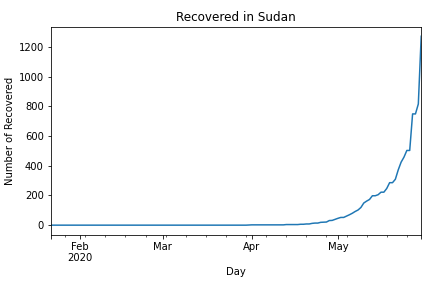 Recovered in Sudan
1200
1000
800
600
400
200
0
Number of Recovered
Feb
2020
Mar
Apr
May
Day